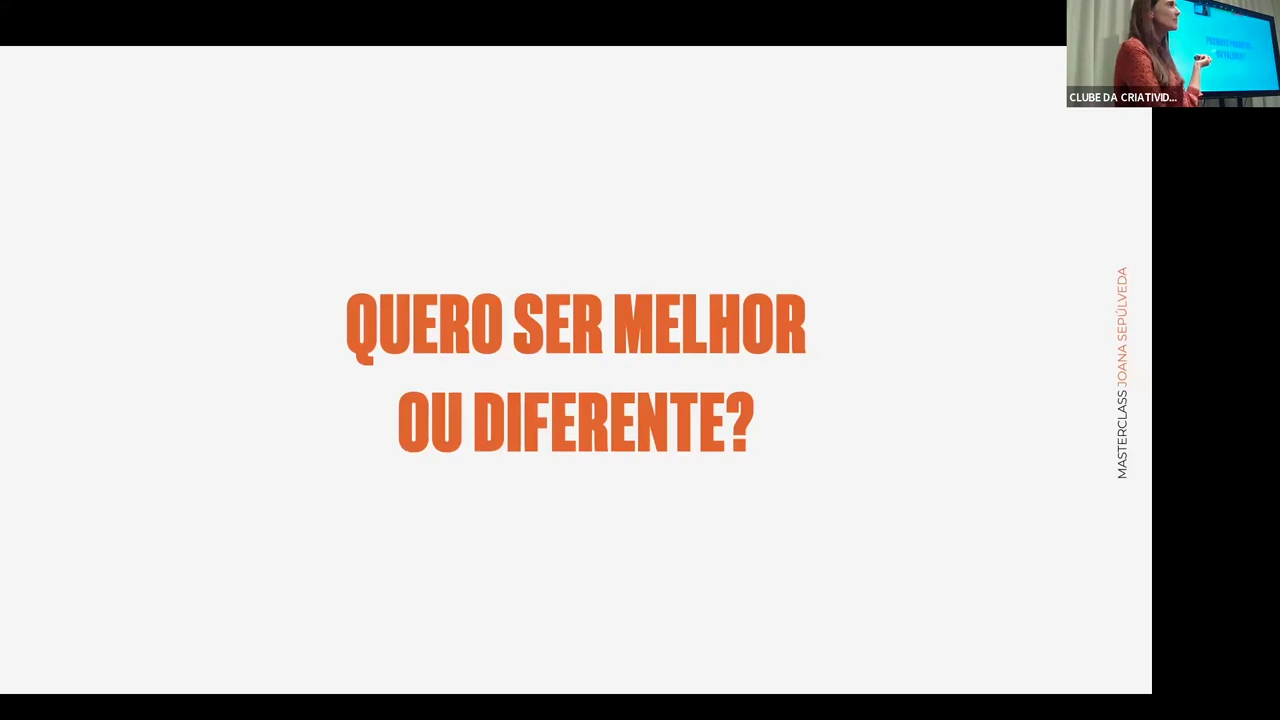 CLUBE DA CRIATIVID...
QUERO SER MELHOR
OU DIFERENTE?
MASTERCLASS JOANA SEPÚLVEDA